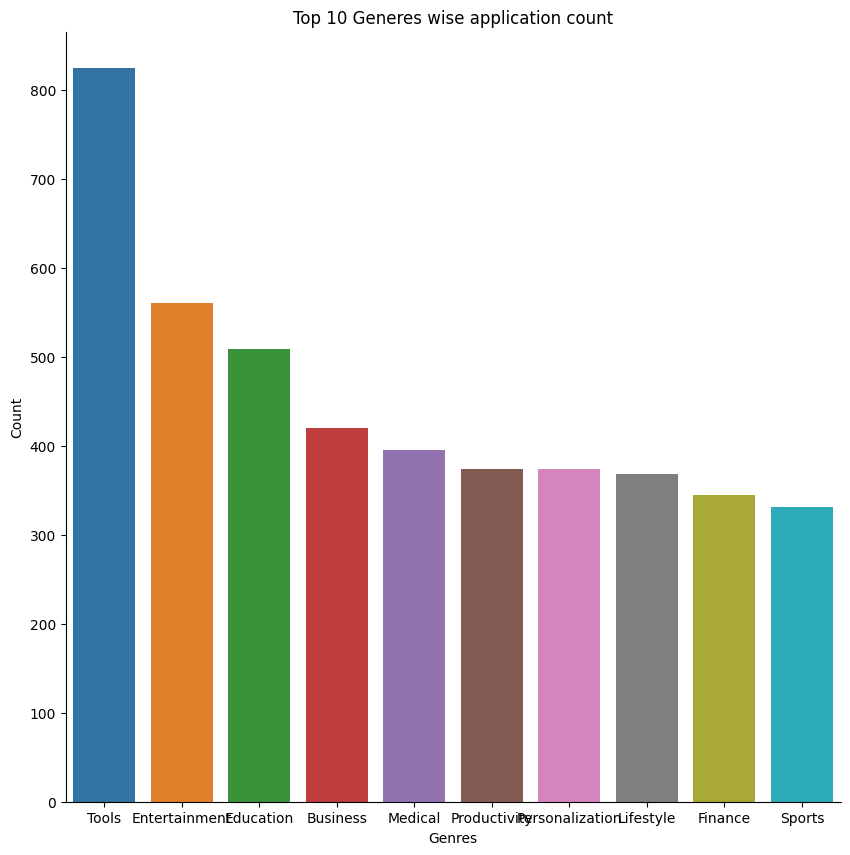 Top 10 Generes wise application count
Count
800
700
600
500
400
300
200
100
0
Tools Entertainment Education Business Medical Productivity Personalization Lifestyle Finance Sports
Genres